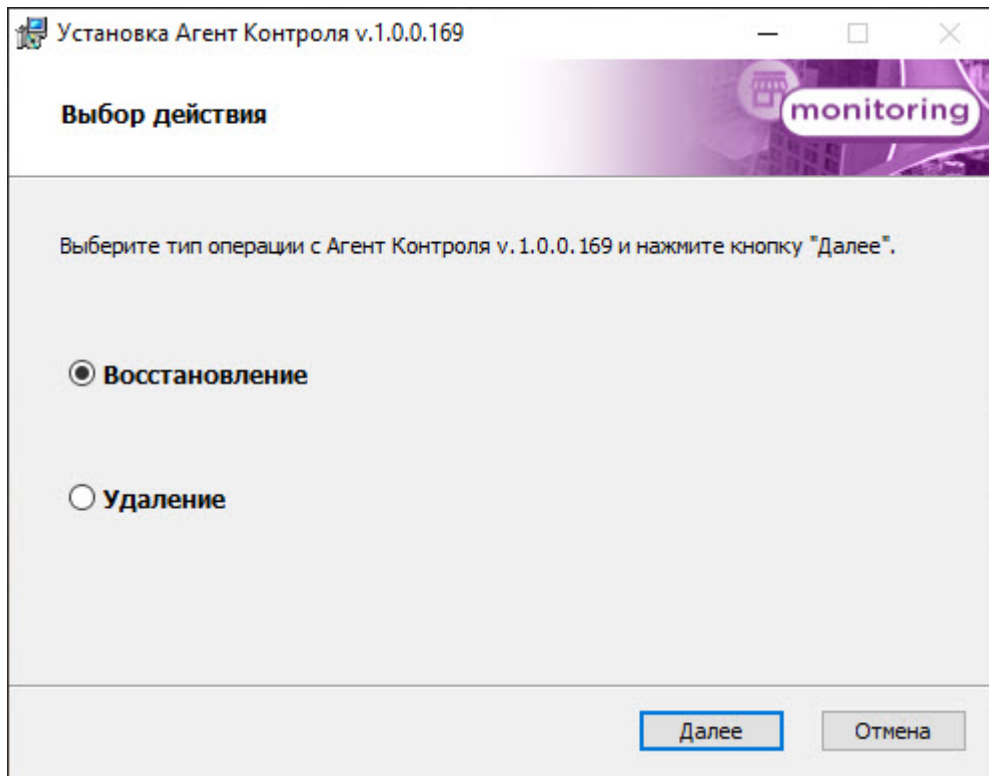 Установка Агент Контроля v.1.0.0.169
Выбор действия
monitoring
Выберите тип операции с Агент Контроля v.1.0.0.169 и нажмите кнопку "Далее".
Восстановление
Удаление
Далее
Отмена